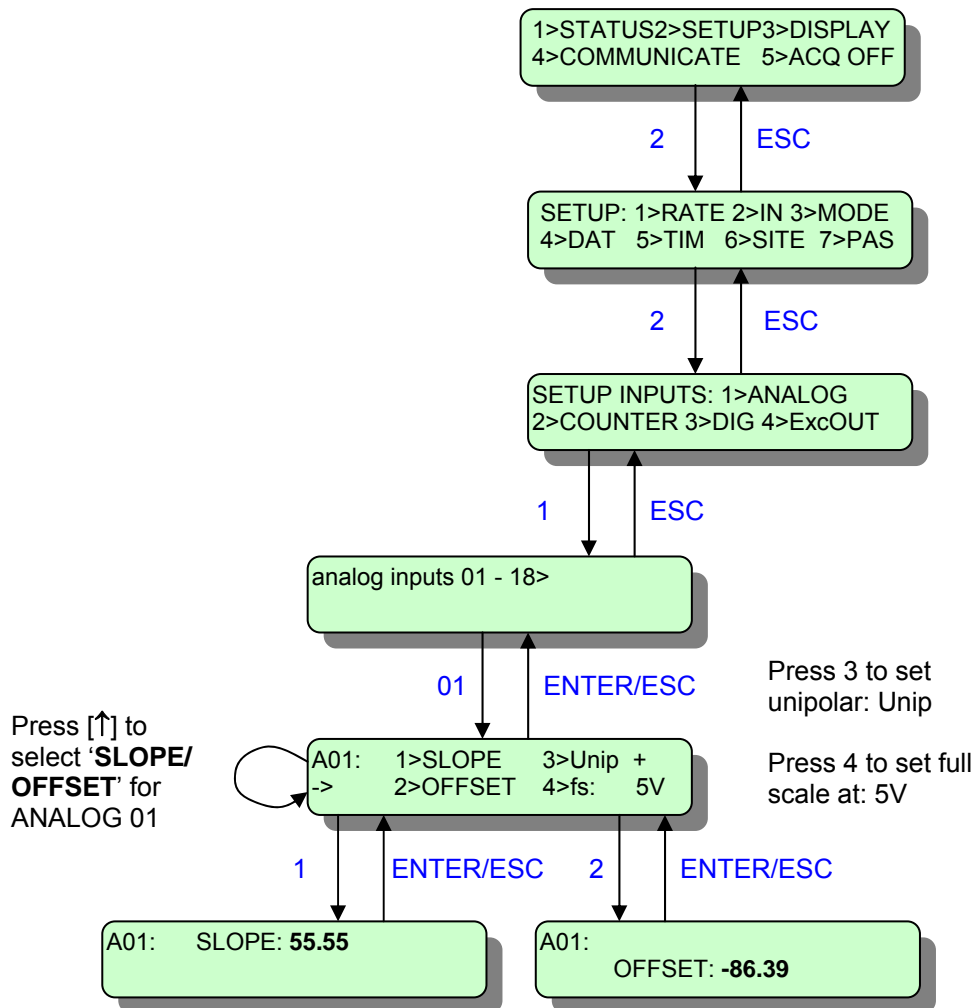 1>STATUS2>SETUP3>DISPLAY
4>COMMUNICATE 5>ACQ OFF
2
ESC
SETUP: 1>RATE 2>IN 3>MODE
4>DAT 5>TIM 6>SITE 7>PAS
2
ESC
SETUP INPUTS: 1>ANALOG
2>COUNTER 3>DIG 4>ExcOUT
1
ESC
analog inputs 01 - 18>
01
ENTER/ESC
Press 3 to set
unipolar: Unip
Press 4 to set full
scale at: 5V
Press [↑] to
select ‘SLOPE/
OFFSET’ for
ANALOG 01
A01: 1>SLOPE 3>Unip +
-> 2>OFFSET 4>fs: 5V
1
ENTER/ESC
2
ENTER/ESC
A01: SLOPE: 55.55
A01:
OFFSET: -86.39